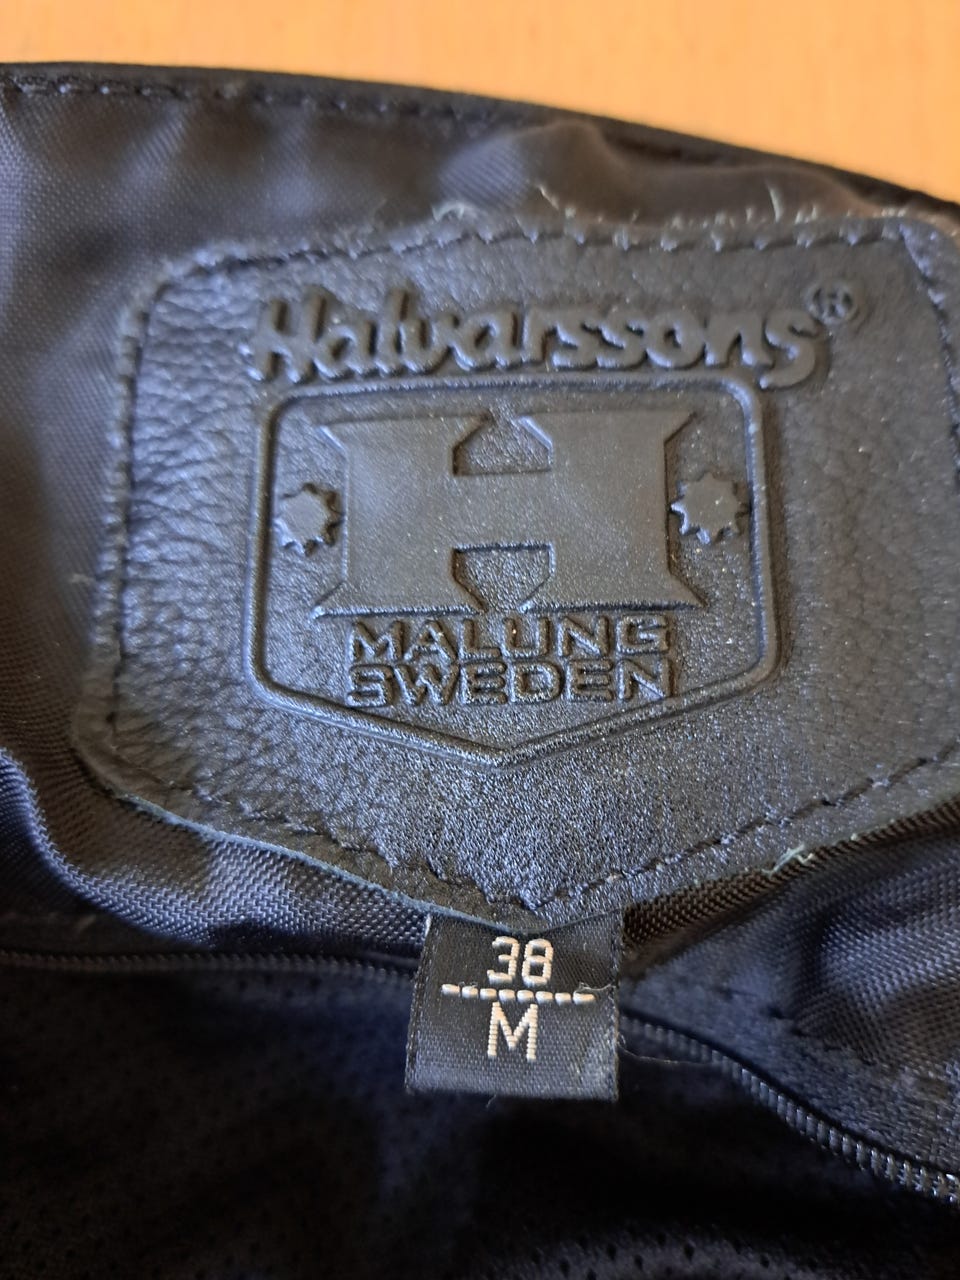 Halvarssons®
H
MALUNG
SWEDEN
38
M